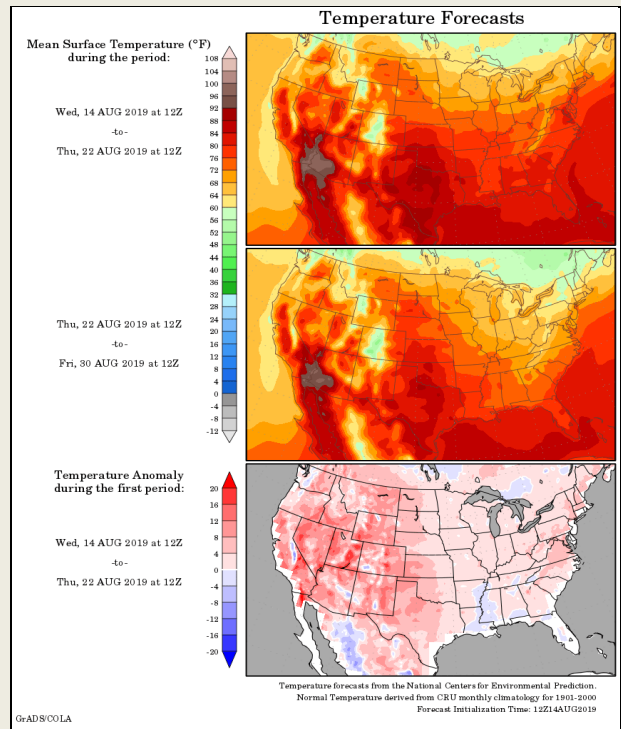 Temperature Forecasts
Mean Surface Temperature (°F)
during the period:
Wed, 14 AUG 2019 at 12Z
-to-
Thu, 22 AUG 2019 at 12Z
108
104
100
96
92
88
84
80
76
72
68
64
60
56
52
48
44
40
36
32
28
24
20
16
12
8
4
0
-4
-8
-12
Thu, 22 AUG 2019 at 12Z
-to-
Fri, 30 AUG 2019 at 12Z
Temperature Anomaly
during the first period:
Wed, 14 AUG 2019 at 12Z
-to-
Thu, 22 AUG 2019 at 12Z
20
16
12
8
4
0
-4
-8
-12
-16
-20
Temperature forecasts from the National Centers for Environmental Prediction.
Normal Temperature derived from CRU monthly climatology for 1901-2000
Forecast Initialization Time: 12Z14AUG2019
GrADS/COLA